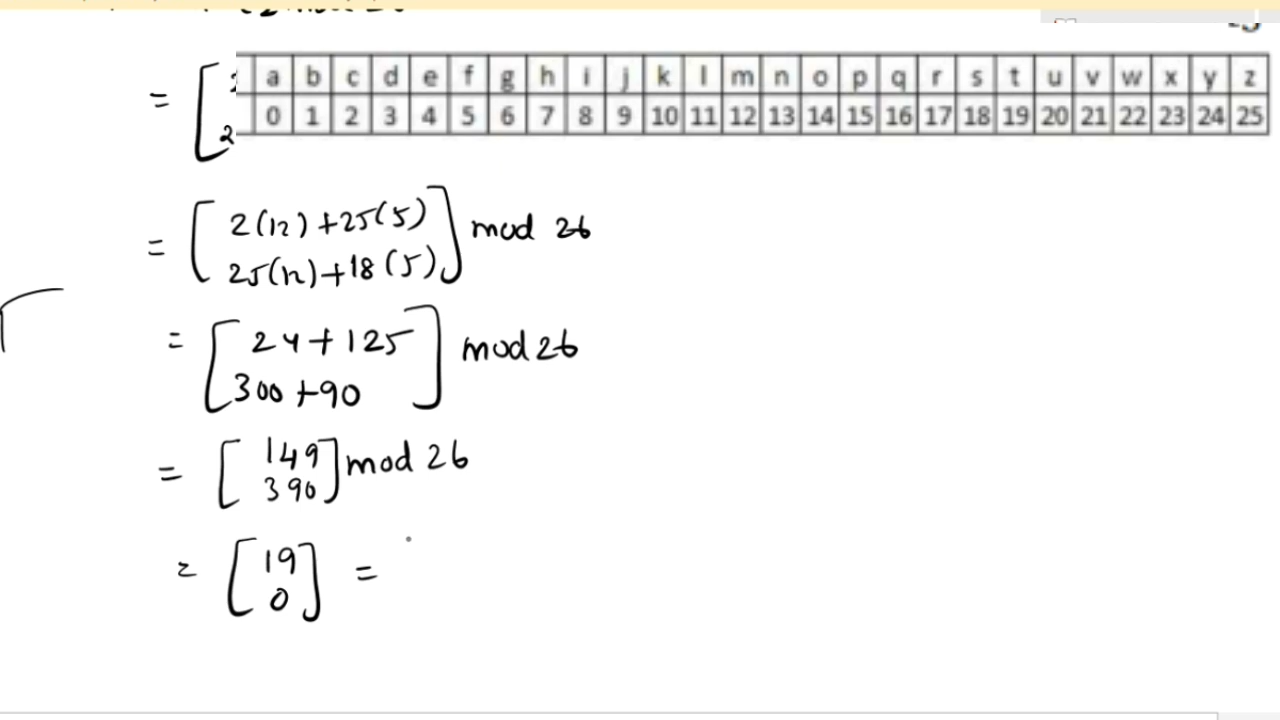 a b c d e f g h i j k l m n o p q r s t u v w x y z
= [ 2
0 1 2 3 4 5 6 7 8 9 10 11 12 13 14 15 16 17 18 19 20 21 22 23 24 25
= [ 2(12)+25(5) ] mod 26
25(12)+18(5)
= [ 24+125 ] mod 26
300+90
= [ 149 ] mod 26
390
= [ 19 ] =
0